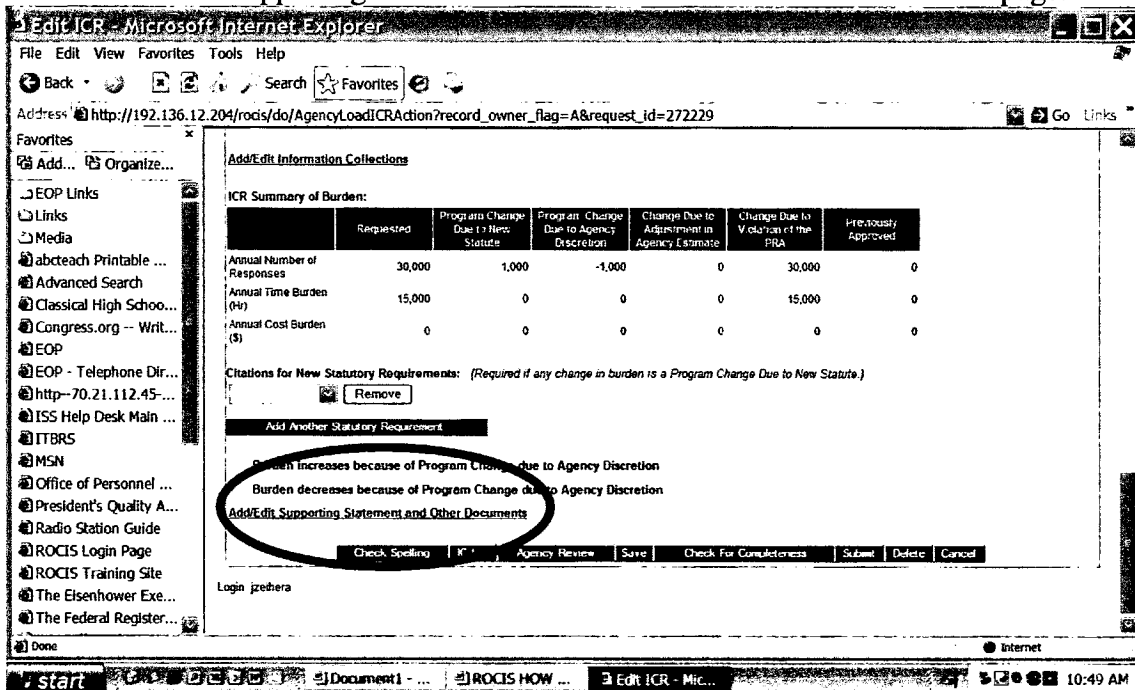 Edit ICR - Microsoft Internet Explorer
File Edit View Favorites Tools Help
Back Search Favorites
Address http://192.136.12.204/rocis/do/AgencyLoadICRAction?record_owner_flag=A&request_id=272229 Go Links
Favorites
Add... Organize...
EOP Links
Links
Media
abcteach Printable ...
Advanced Search
Classical High Schoo...
Congress.org -- Writ...
EOP
EOP - Telephone Dir...
http--70.21.112.45-...
ISS Help Desk Main ...
ITBRS
MSN
Office of Personnel ...
President's Quality A...
Radio Station Guide
ROCIS Login Page
ROCIS Training Site
The Eisenhower Exe...
The Federal Register...
Add/Edit Information Collections
ICR Summary of Burden:
Requested Program Change Due to New Statute Program Change Due to Agency Discretion Change Due to Adjustment in Agency Estimate Change Due to Violation of the PRA Previously Approved
Annual Number of Responses 30,000 1,000 -1,000 0 30,000 0
Annual Time Burden (Hr) 15,000 0 0 0 15,000 0
Annual Cost Burden ($) 0 0 0 0 0 0
Citations for New Statutory Requirements: (Required if any change in burden is a Program Change Due to New Statute.)
Remove
Add Another Statutory Requirement
Burden increases because of Program Change due to Agency Discretion
Burden decreases because of Program Change due to Agency Discretion
Add/Edit Supporting Statement and Other Documents
Check Spelling Agency Review Save Check For Completeness Submit Delete Cancel
Login jzethera
Done Internet
start Document1 - ... ROCIS HOW ... Edit ICR - Mic... 10:49 AM